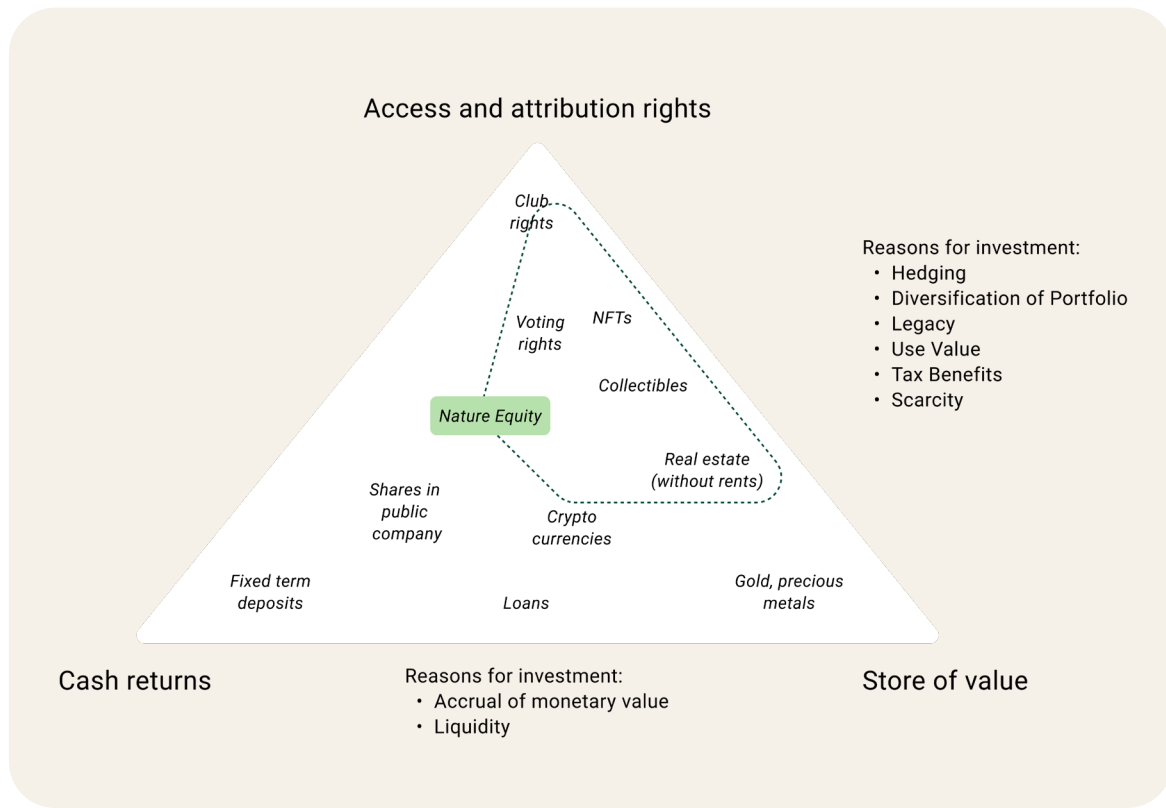 Access and attribution rights
Club
rights
Voting
rights
NFTs
Collectibles
Nature Equity
Real estate
(without rents)
Shares in
public
company
Crypto
currencies
Fixed term
deposits
Loans
Gold, precious
metals
Reasons for investment:
• Hedging
• Diversification of Portfolio
• Legacy
• Use Value
• Tax Benefits
• Scarcity
Cash returns
Reasons for investment:
• Accrual of monetary value
• Liquidity
Store of value